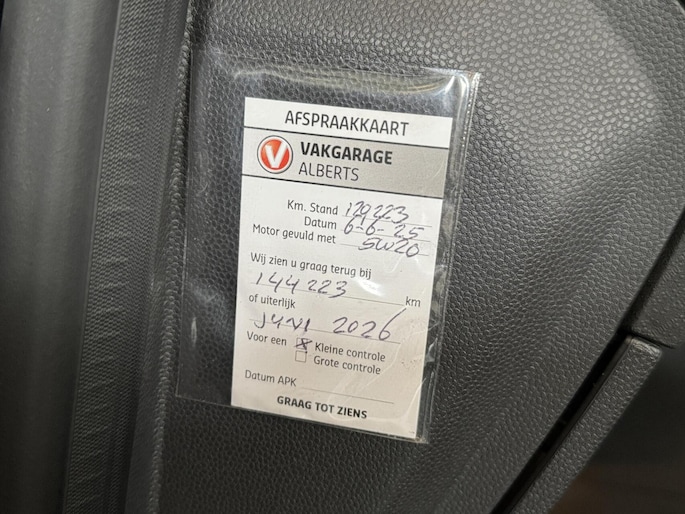 AFSPRAAKKAART
V VAKGARAGE
ALBERTS
Km. Stand 129223
Datum 6-6-25
Motor gevuld met 5W20
Wij zien u graag terug bij
144223 km
of uiterlijk
JUNI 2026
Voor een Kleine controle
Grote controle
Datum APK
GRAAG TOT ZIENS